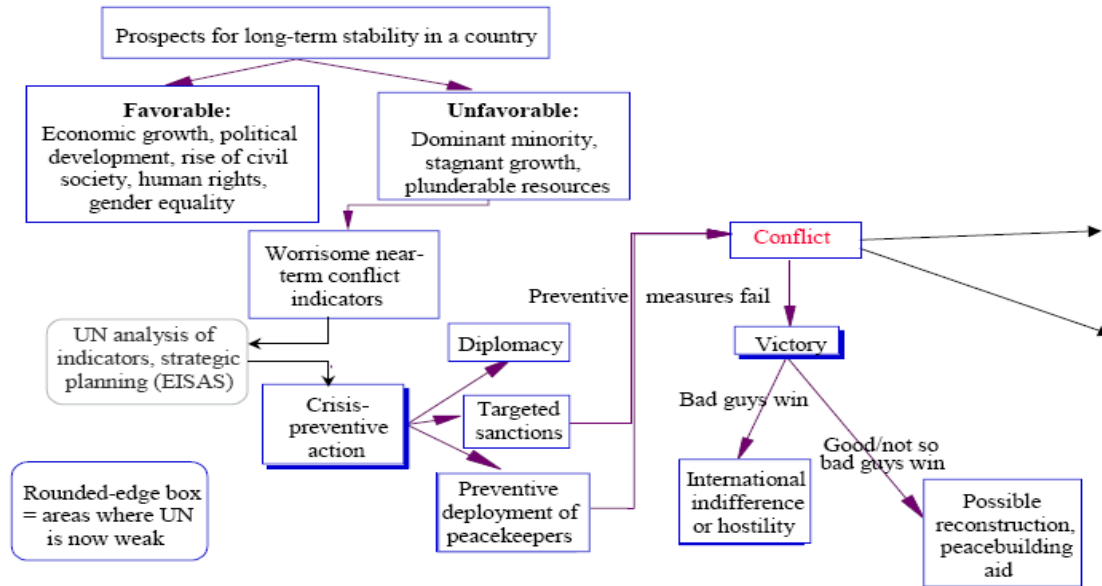 Prospects for long-term stability in a country
Favorable:
Economic growth, political
development, rise of civil
society, human rights,
gender equality
Unfavorable:
Dominant minority,
stagnant growth,
plunderable resources
Worrisome near-
term conflict
indicators
UN analysis of
indicators, strategic
planning (EISAS)
Crisis-
preventive
action
Diplomacy
Targeted
sanctions
Preventive
deployment of
peacekeepers
Preventive measures fail
Conflict
Victory
Bad guys win
Good/not so
bad guys win
International
indifference
or hostility
Possible
reconstruction,
peacebuilding
aid
Rounded-edge box
= areas where UN
is now weak